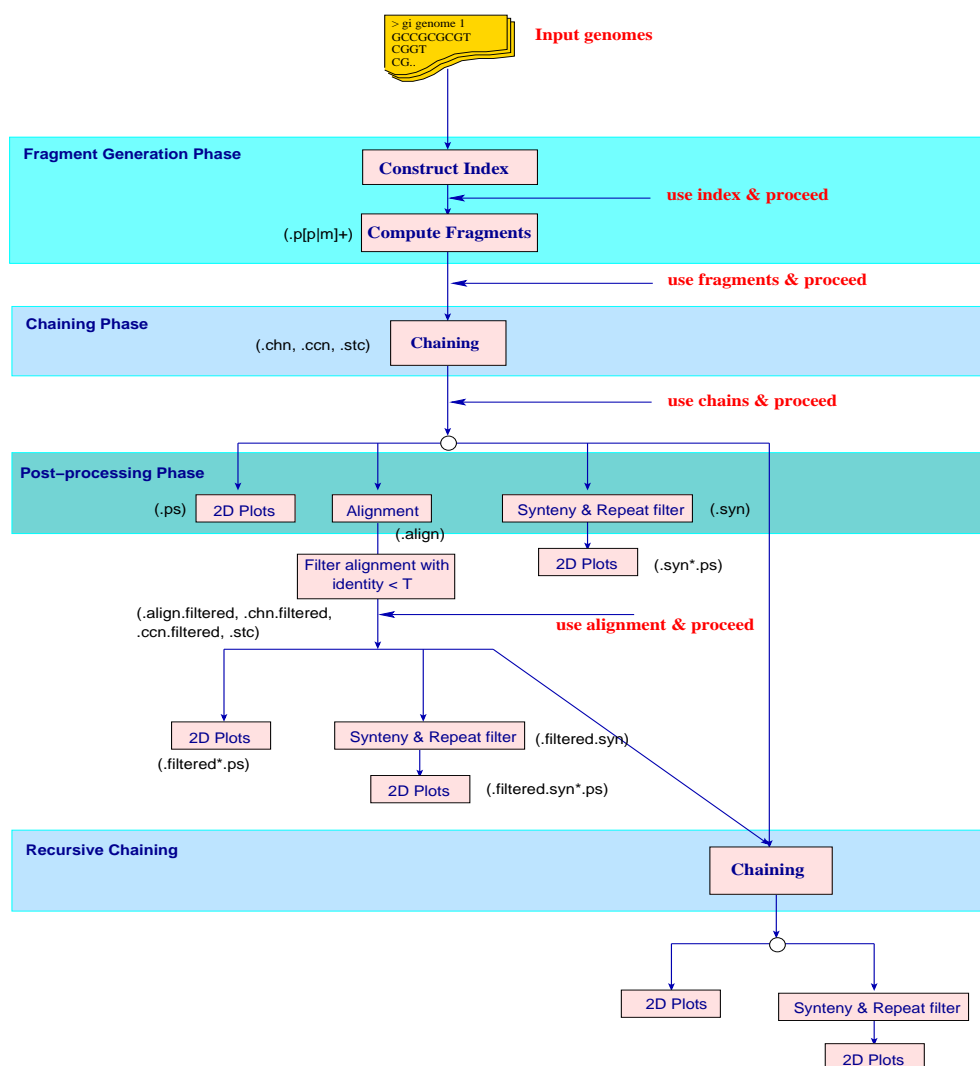 > gi genome 1
GCCGCGCGT
CGGT
CG..
Input genomes
Fragment Generation Phase
Construct Index
use index & proceed
(.p[p|m]+)
Compute Fragments
use fragments & proceed
Chaining Phase
(.chn, .ccn, .stc)
Chaining
use chains & proceed
Post–processing Phase
(.ps)
2D Plots
Alignment
(.align)
Synteny & Repeat filter
(.syn)
Filter alignment with
identity < T
2D Plots
(.syn*.ps)
(.align.filtered, .chn.filtered,
.ccn.filtered, .stc)
use alignment & proceed
2D Plots
(.filtered*.ps)
Synteny & Repeat filter
(.filtered.syn)
2D Plots
(.filtered.syn*.ps)
Recursive Chaining
Chaining
2D Plots
Synteny & Repeat filter
2D Plots